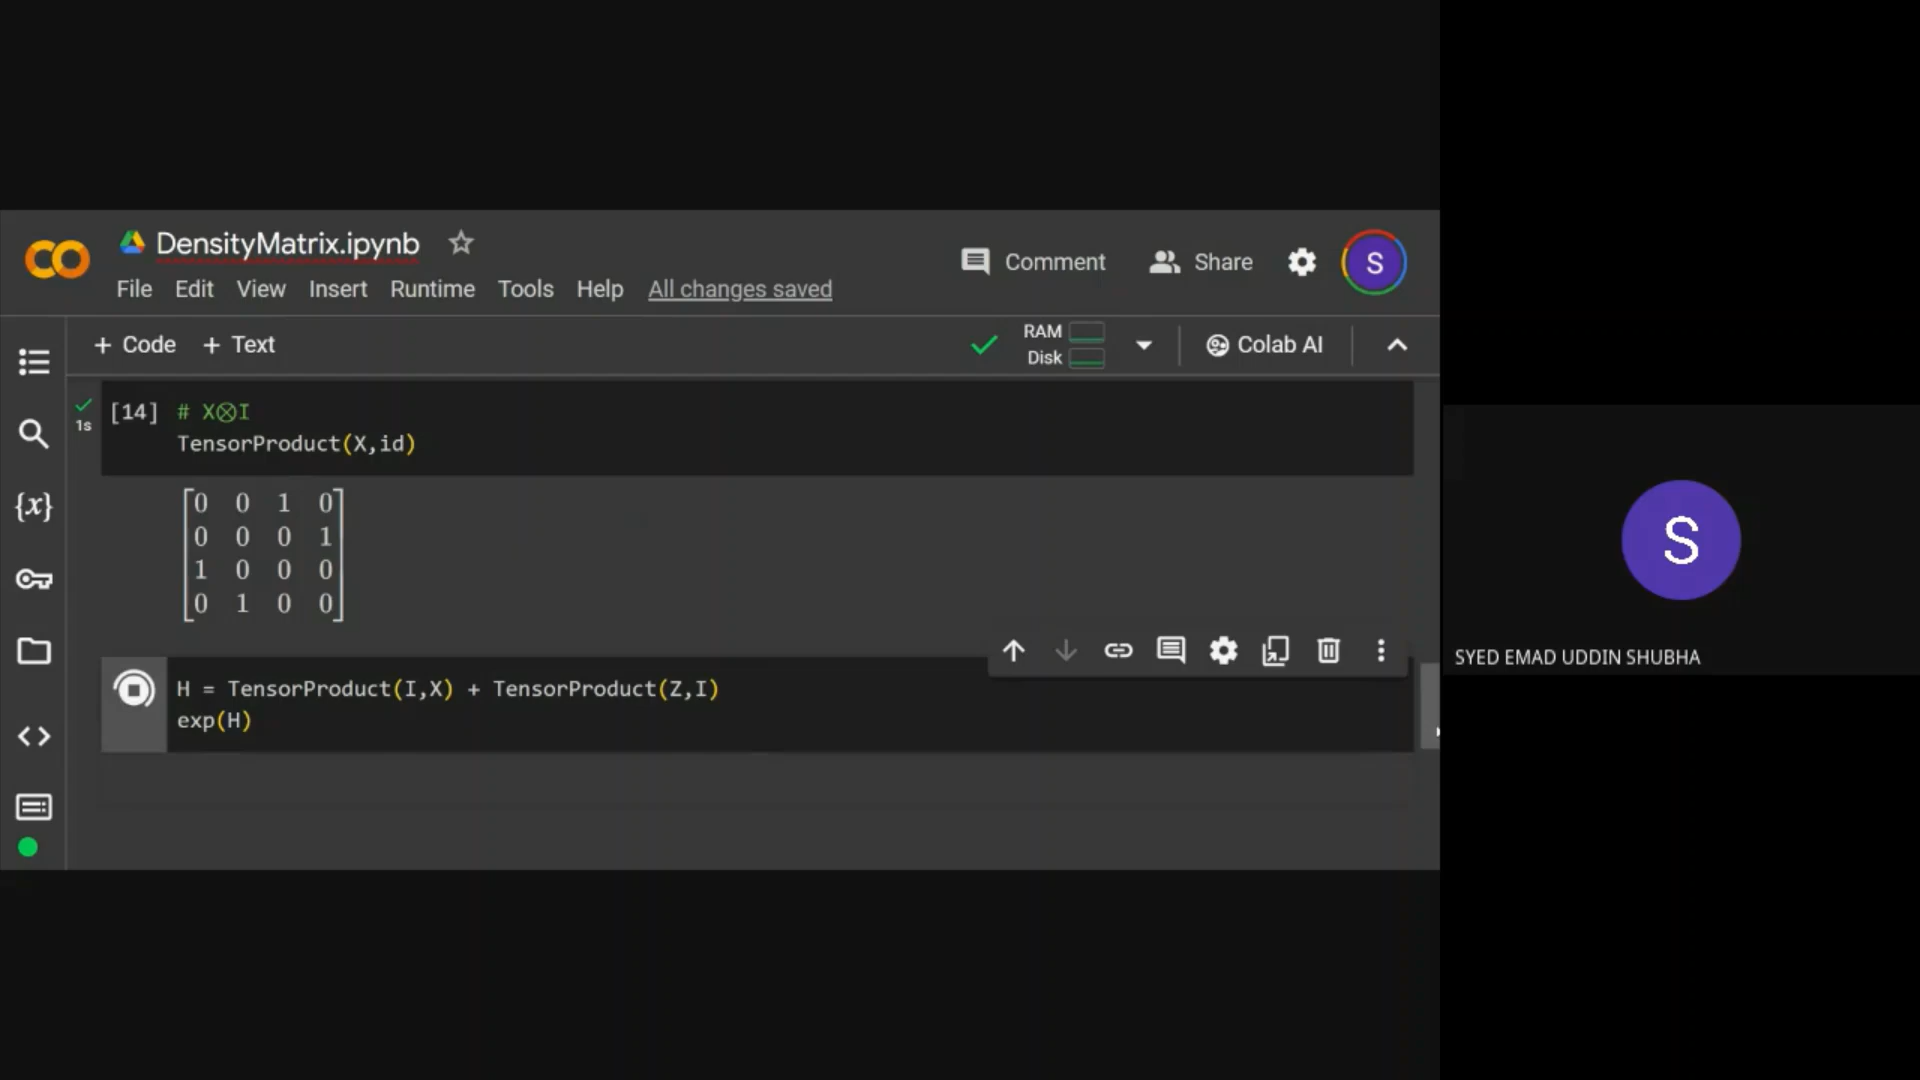 DensityMatrix.ipynb
Comment
Share
S
File Edit View Insert Runtime Tools Help All changes saved
+ Code + Text
RAM
Disk
Colab AI
{x}
1s
[14] # X⊗I
TensorProduct(X,id)
0 0 1 0
0 0 0 1
1 0 0 0
0 1 0 0
H = TensorProduct(I,X) + TensorProduct(Z,I)
exp(H)
S
SYED EMAD UDDIN SHUBHA